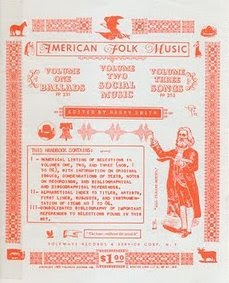 AMERICAN FOLK MUSIC
VOLUME ONE BALLADS
FP 251
VOLUME TWO SOCIAL MUSIC
FP 252
VOLUME THREE SONGS
FP 253
EDITED BY HARRY SMITH
THIS HANDBOOK CONTAINS:
I - NUMERICAL LISTING OF SELECTIONS IN
VOLUME ONE, TWO, AND THREE (NOS. 1
TO 84), WITH INFORMATION ON ORIGINAL
ISSUES, CONDENSATIONS OF TEXTS, NOTES
ON RECORDINGS, AND BIBLIOGRAPHICAL
AND DISCOGRAPHICAL REFERENCES.
II - ALPHABETICAL INDEX TO TITLES, ARTISTS,
FIRST LINES, SUBJECTS, AND INSTRUMEN-
TATION OF ITEMS NO 1 TO 84.
III - CONSOLIDATED BIBLIOGRAPHY OF IMPORTANT
REFERENCES TO SELECTIONS FOUND IN THIS
SET.
FOLKWAYS RECORDS & SERVICE CORP. N. Y.
$1.00